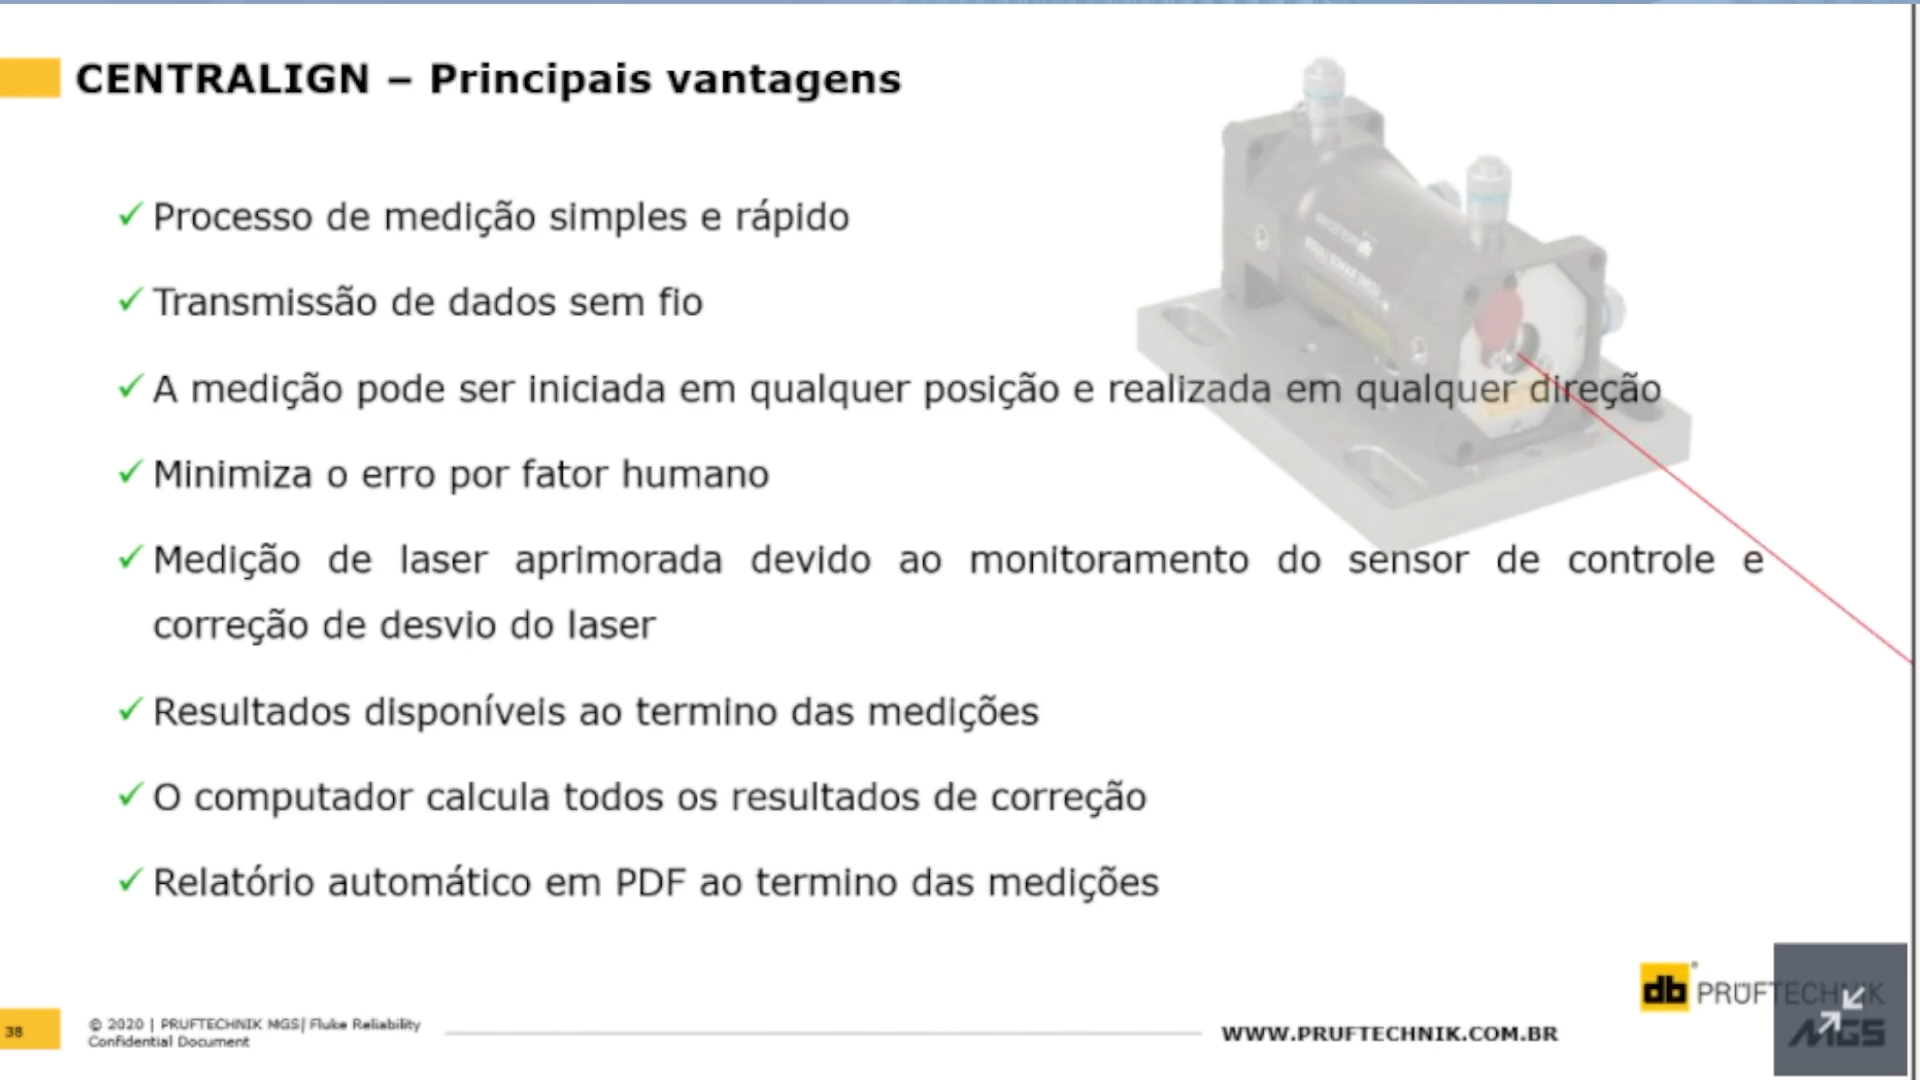 CENTRALIGN – Principais vantagens
✓ Processo de medição simples e rápido
✓ Transmissão de dados sem fio
✓ A medição pode ser iniciada em qualquer posição e realizada em qualquer direção
✓ Minimiza o erro por fator humano
✓ Medição de laser aprimorada devido ao monitoramento do sensor de controle e
correção de desvio do laser
✓ Resultados disponíveis ao termino das medições
✓ O computador calcula todos os resultados de correção
✓ Relatório automático em PDF ao termino das medições
db PRÜFTECHNIK
MGS
38
© 2020 | PRUFTECHNIK MGS| Fluke Reliability
Confidential Document
WWW.PRUFTECHNIK.COM.BR